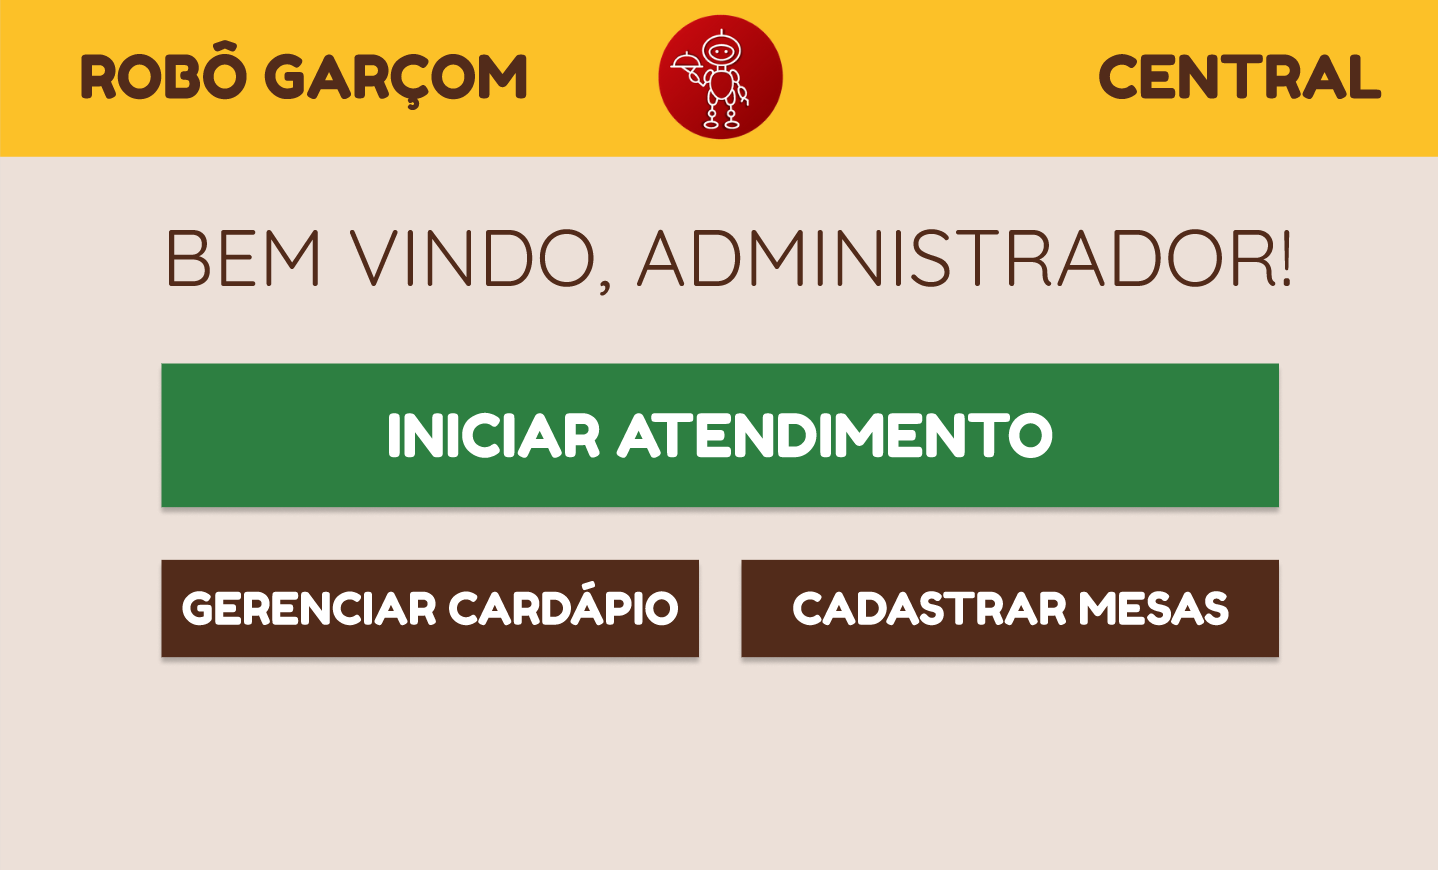 ROBÔ GARÇOM
CENTRAL
BEM VINDO, ADMINISTRADOR!
INICIAR ATENDIMENTO
GERENCIAR CARDÁPIO
CADASTRAR MESAS